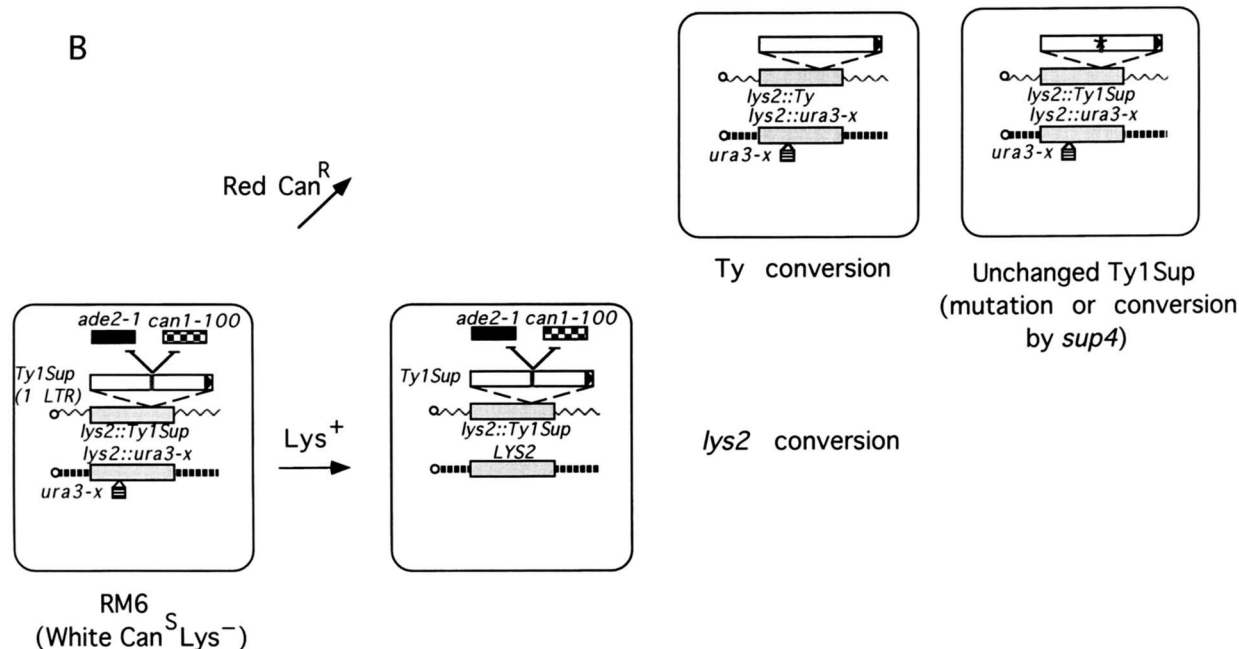 B
lys2::Ty
lys2::ura3-x
ura3-x
Ty conversion
lys2::Ty1Sup
lys2::ura3-x
ura3-x
Unchanged Ty1Sup
(mutation or conversion
by sup4)
Red Can^R
ade2-1 can1-100
Ty1Sup
(1 LTR)
lys2::Ty1Sup
lys2::ura3-x
ura3-x
RM6
(White Can^S Lys^-)
Lys^+
ade2-1 can1-100
Ty1Sup
lys2::Ty1Sup
LYS2
lys2 conversion